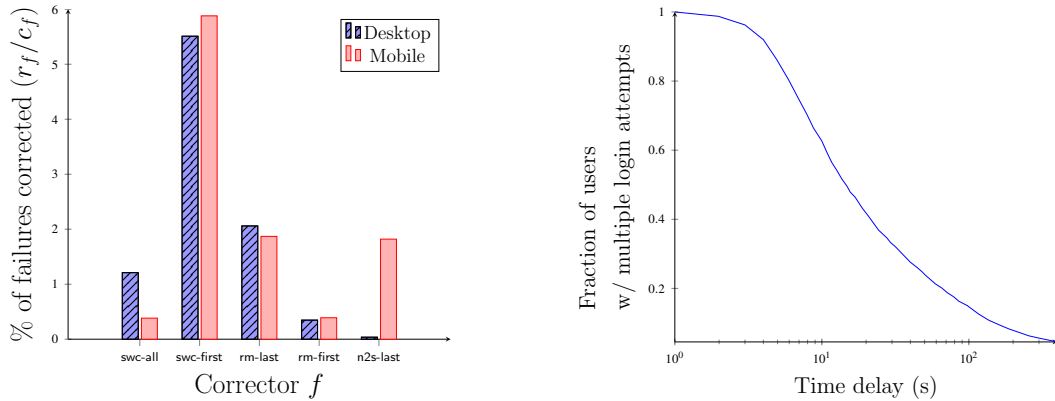 % of failures corrected (r_f/c_f)
6
5
4
3
2
1
0
Desktop
Mobile
swc-all swc-first rm-last rm-first n2s-last
Corrector f
Fraction of users
w/ multiple login attempts
1
0.8
0.6
0.4
0.2
10^0 10^1 10^2
Time delay (s)